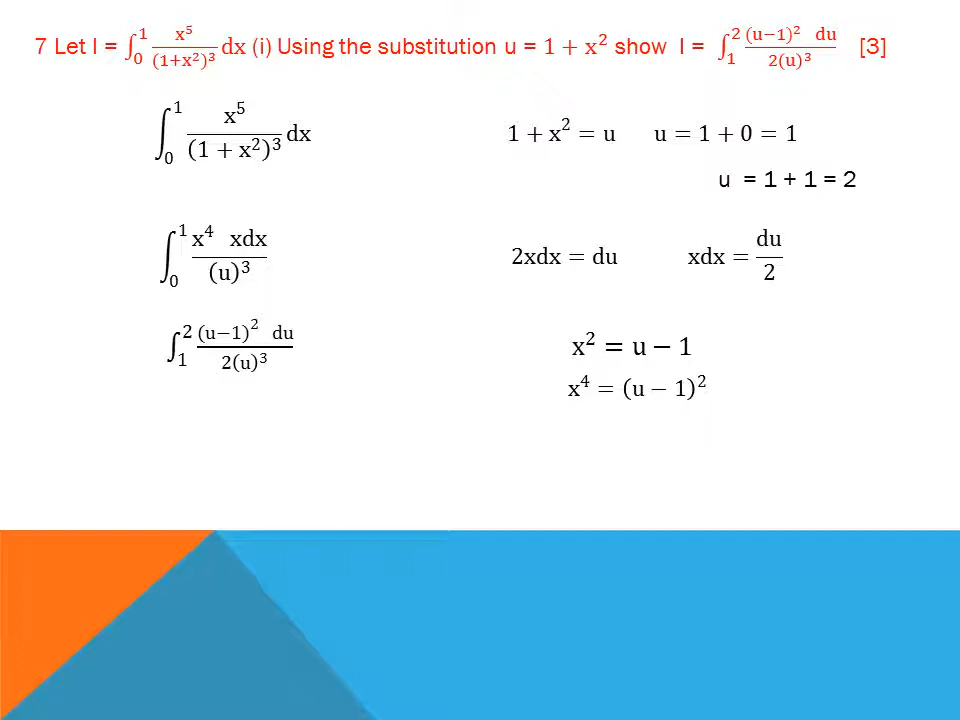 7 Let I = ∫₀¹ x⁵/(1+x²)³ dx (i) Using the substitution u = 1 + x² show I = ∫₁² (u−1)² du/2(u)³ [3]
∫₀¹ x⁵/(1 + x²)³ dx 1 + x² = u u = 1 + 0 = 1
u = 1 + 1 = 2
∫₀¹ x⁴ xdx/(u)³ 2xdx = du xdx = du/2
∫₁² (u−1)² du/2(u)³ x² = u − 1
x⁴ = (u − 1)²